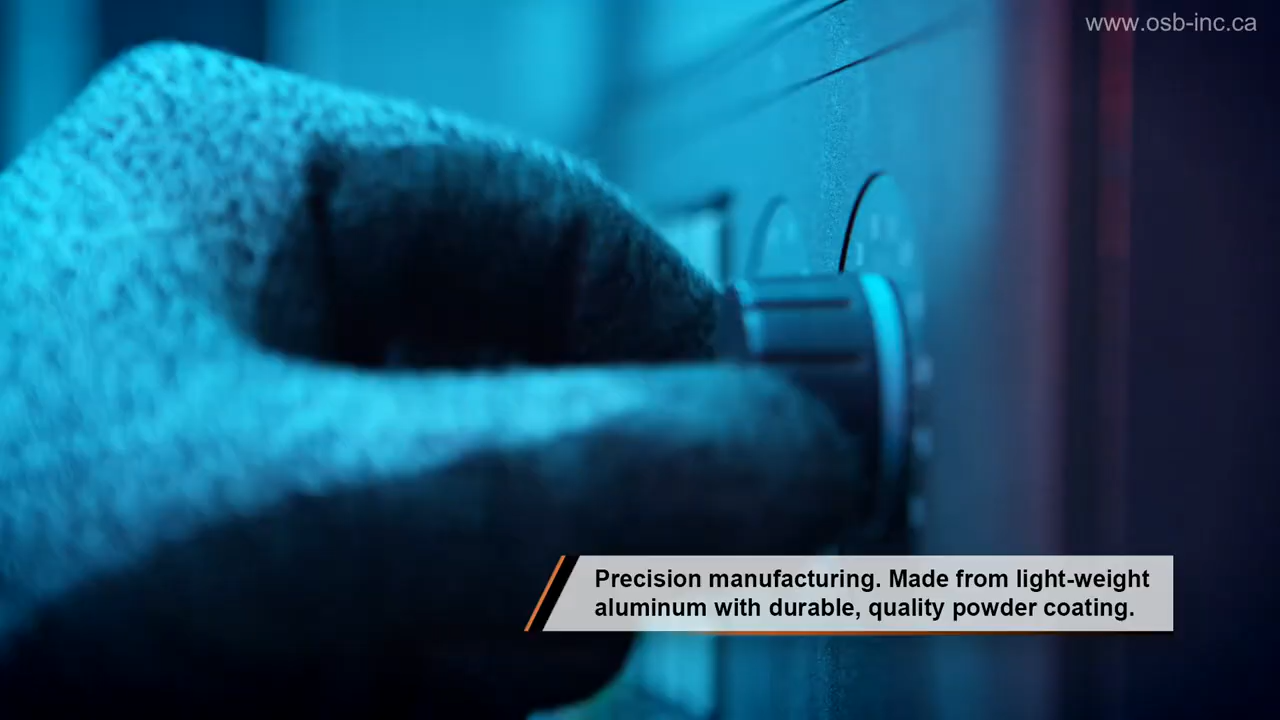 www.osb-inc.ca
Precision manufacturing. Made from light-weight
aluminum with durable, quality powder coating.